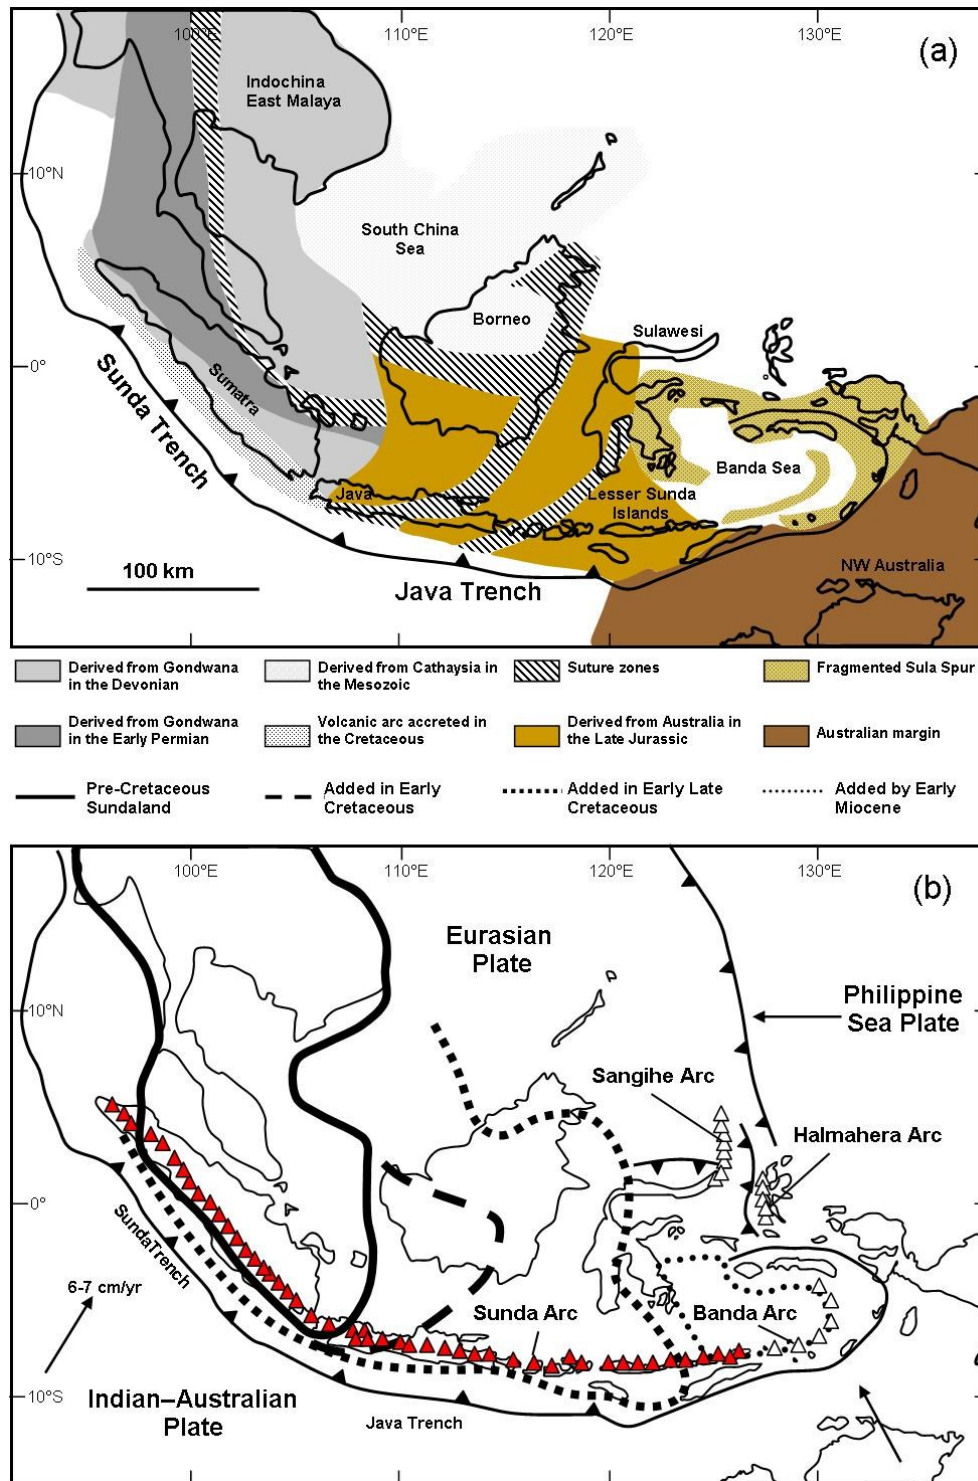 100°E
110°E
120°E
130°E
(a)
Indochina
East Malaya
10°N
South China
Sea
Borneo
Sulawesi
0°
Sumatra
Sunda Trench
Banda Sea
Java
Lesser Sunda
Islands
10°S
NW Australia
100 km
Java Trench
Derived from Gondwana
in the Devonian
Derived from Cathaysia in
the Mesozoic
Suture zones
Fragmented Sula Spur
Derived from Gondwana
in the Early Permian
Volcanic arc accreted in
the Cretaceous
Derived from Australia in
the Late Jurassic
Australian margin
Pre-Cretaceous
Sundaland
Added in Early
Cretaceous
Added in Early Late
Cretaceous
Added by Early
Miocene
100°E
110°E
120°E
130°E
(b)
Eurasian
Plate
10°N
Philippine
Sea Plate
Sangihe Arc
Halmahera Arc
0°
SundaTrench
6-7 cm/yr
Sunda Arc
Banda Arc
10°S
Indian–Australian
Plate
Java Trench